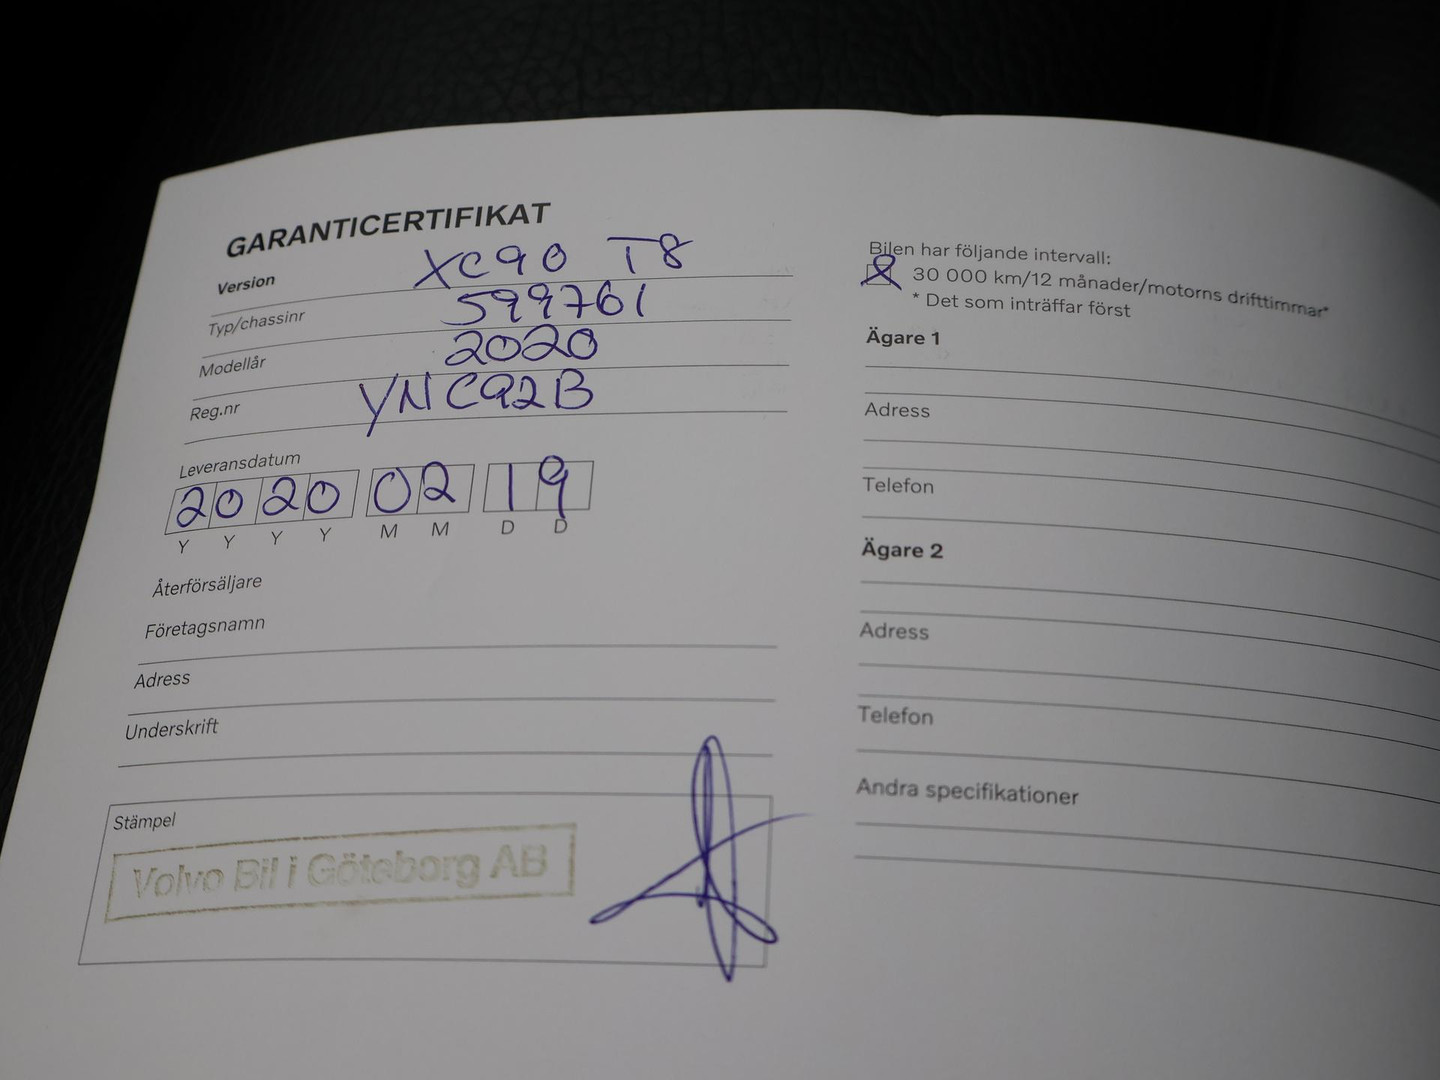 GARANTICERTIFIKAT
Version XC90 T8
Typ/chassinr 599761
Modellår 2020
Reg.nr YNC92B
Leveransdatum
2020 02 19
Y Y Y Y M M D D
Återförsäljare
Företagsnamn
Adress
Underskrift
Stämpel
Volvo Bil i Göteborg AB
Bilen har följande intervall:
30 000 km/12 månader/motorns drifttimmar*
* Det som inträffar först
Ägare 1
Adress
Telefon
Ägare 2
Adress
Telefon
Andra specifikationer